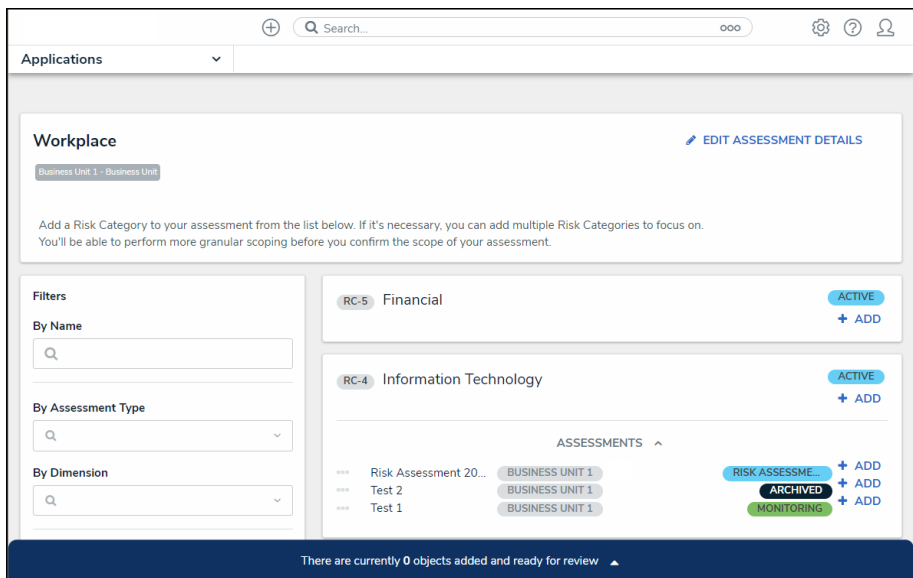 Search...
Applications
Workplace
EDIT ASSESSMENT DETAILS
Business Unit 1 - Business Unit
Add a Risk Category to your assessment from the list below. If it's necessary, you can add multiple Risk Categories to focus on.
You'll be able to perform more granular scoping before you confirm the scope of your assessment.
Filters
By Name
By Assessment Type
By Dimension
RC-5 Financial ACTIVE
+ ADD
RC-4 Information Technology ACTIVE
+ ADD
ASSESSMENTS
Risk Assessment 20... BUSINESS UNIT 1 RISK ASSESSME... + ADD
Test 2 BUSINESS UNIT 1 ARCHIVED + ADD
Test 1 BUSINESS UNIT 1 MONITORING + ADD
There are currently 0 objects added and ready for review